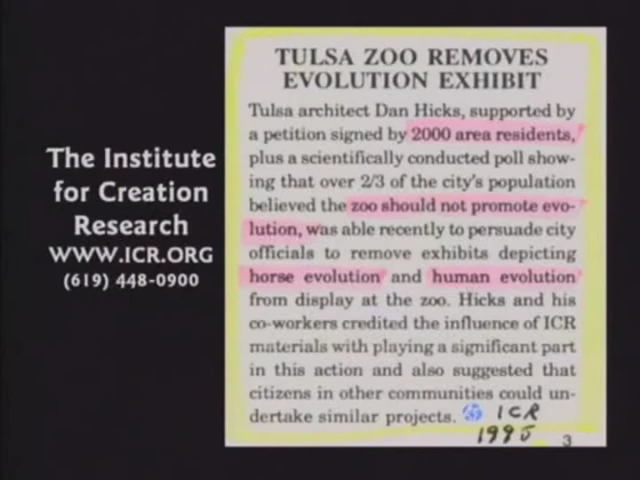 The Institute
for Creation
Research
WWW.ICR.ORG
(619) 448-0900
TULSA ZOO REMOVES
EVOLUTION EXHIBIT
Tulsa architect Dan Hicks, supported by
a petition signed by 2000 area residents,
plus a scientifically conducted poll show-
ing that over 2/3 of the city's population
believed the zoo should not promote evo-
lution, was able recently to persuade city
officials to remove exhibits depicting
horse evolution and human evolution
from display at the zoo. Hicks and his
co-workers credited the influence of ICR
materials with playing a significant part
in this action and also suggested that
citizens in other communities could un-
dertake similar projects. ICR
1995 3